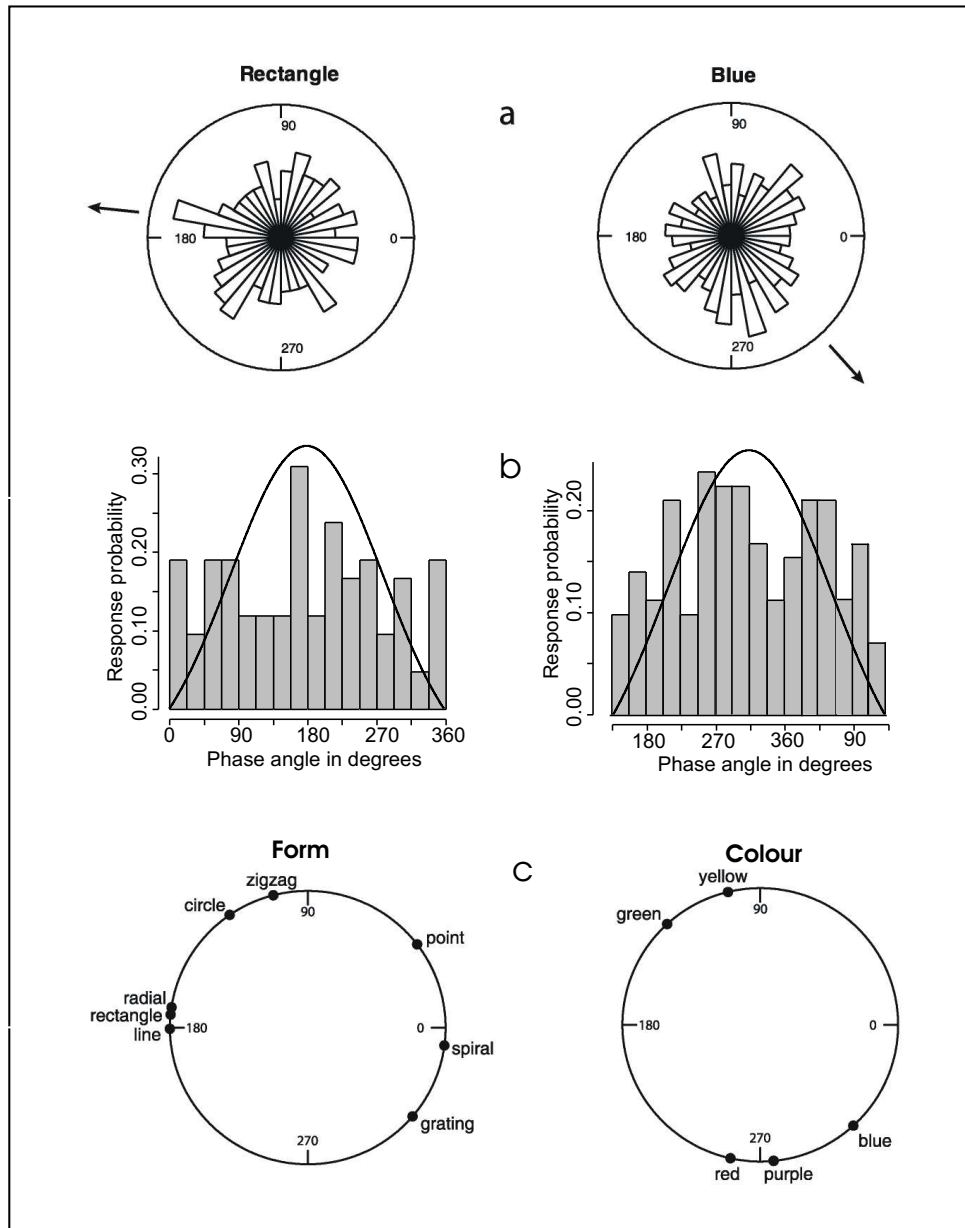 Rectangle
a
Blue
90
180
0
270
90
180
0
270
b
Response probability
0.00
0.10
0.20
0.30
0
90
180
270
360
Phase angle in degrees
Response probability
0.00
0.10
0.20
180
270
360
90
Phase angle in degrees
c
Form
zigzag
circle
90
point
radial
rectangle
line
180
0
spiral
grating
270
Colour
yellow
green
90
180
0
270
blue
red
purple